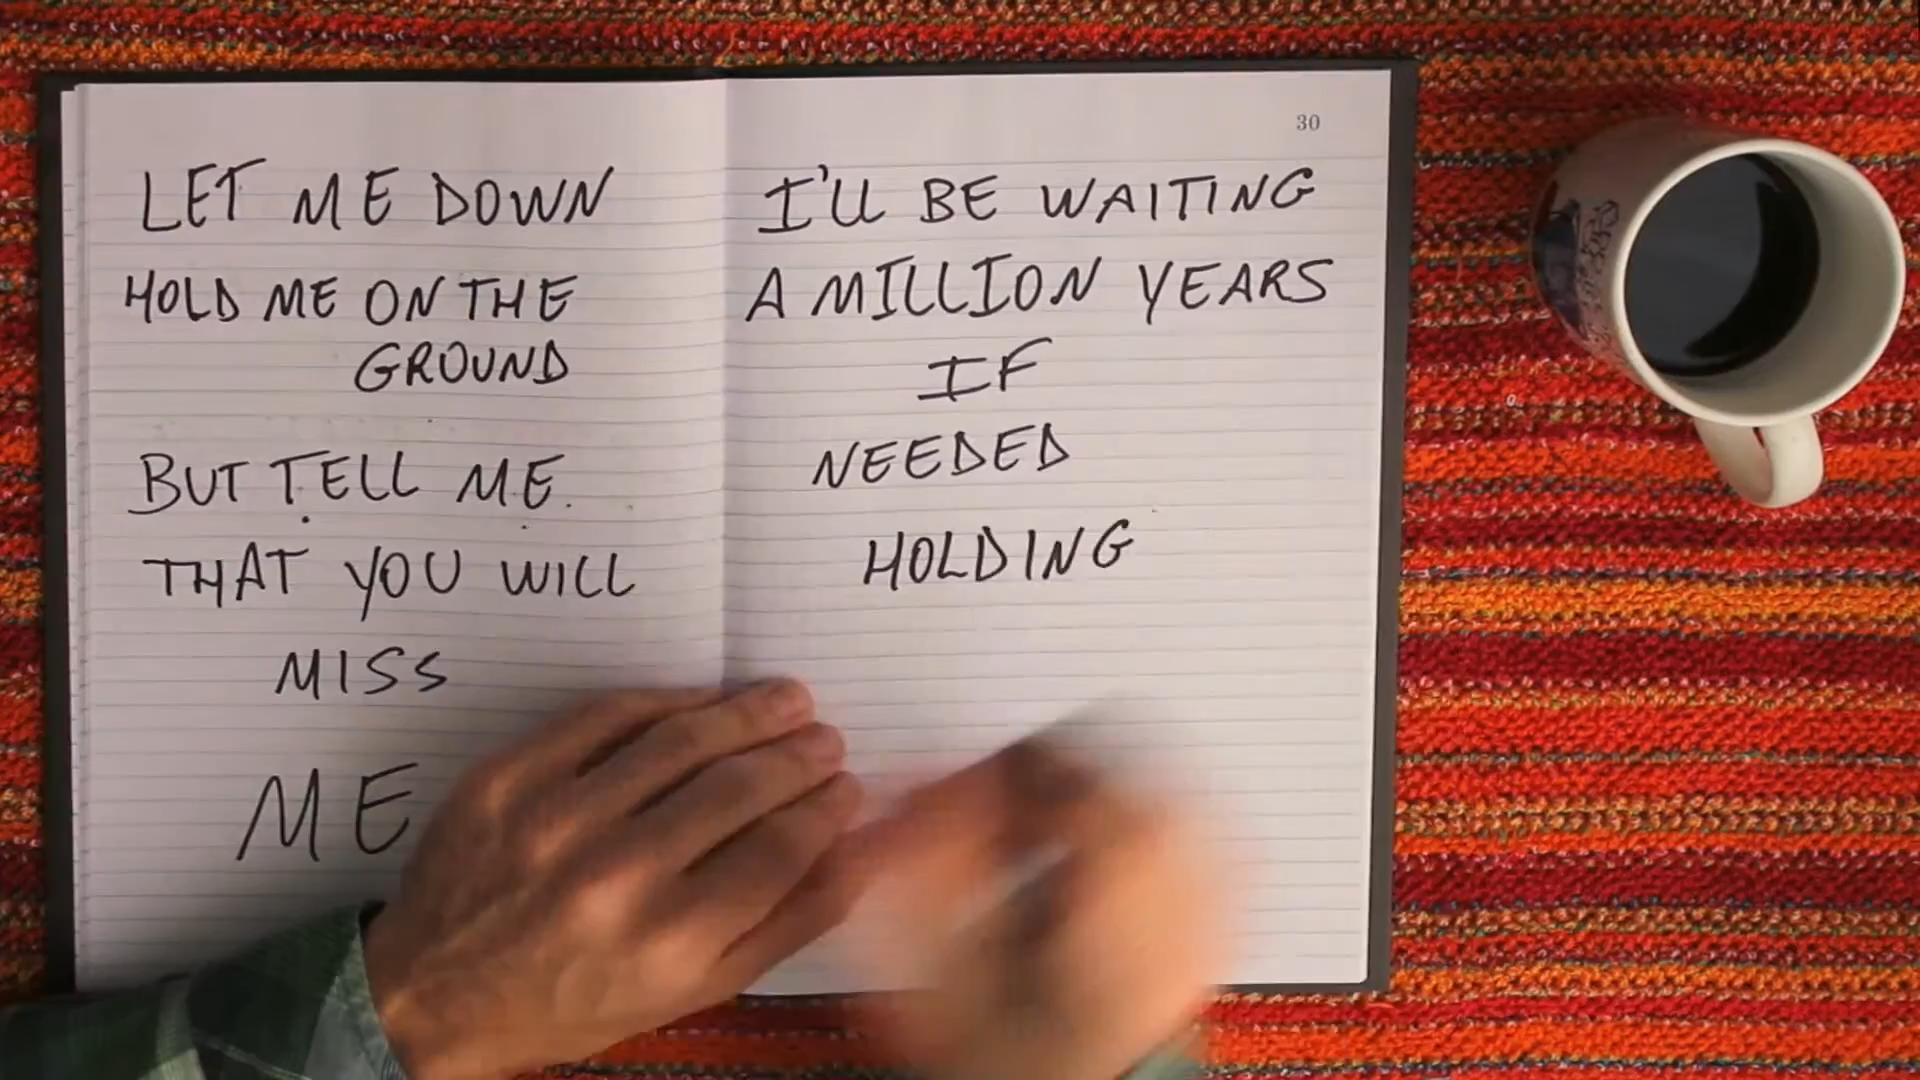 LET ME DOWN
HOLD ME ON THE
GROUND
BUT TELL ME
THAT YOU WILL
MISS
ME
30
I'LL BE WAITING
A MILLION YEARS
IF
NEEDED
HOLDING